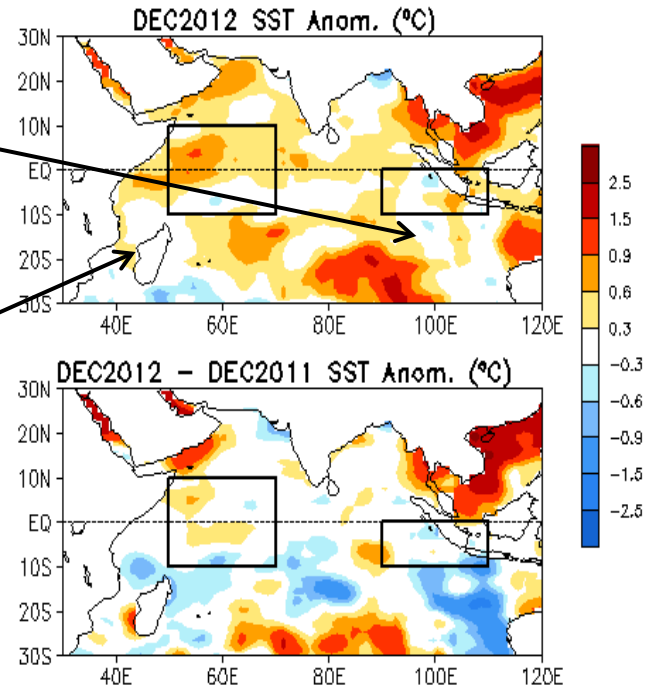 DEC2012 SST Anom. (ºC)
30N
20N
10N
EQ
10S
20S
30S
40E 60E 80E 100E 120E
DEC2012 – DEC2011 SST Anom. (ºC)
30N
20N
10N
EQ
10S
20S
30S
40E 60E 80E 100E 120E
2.5
1.5
0.9
0.6
0.3
-0.3
-0.6
-0.9
-1.5
-2.5